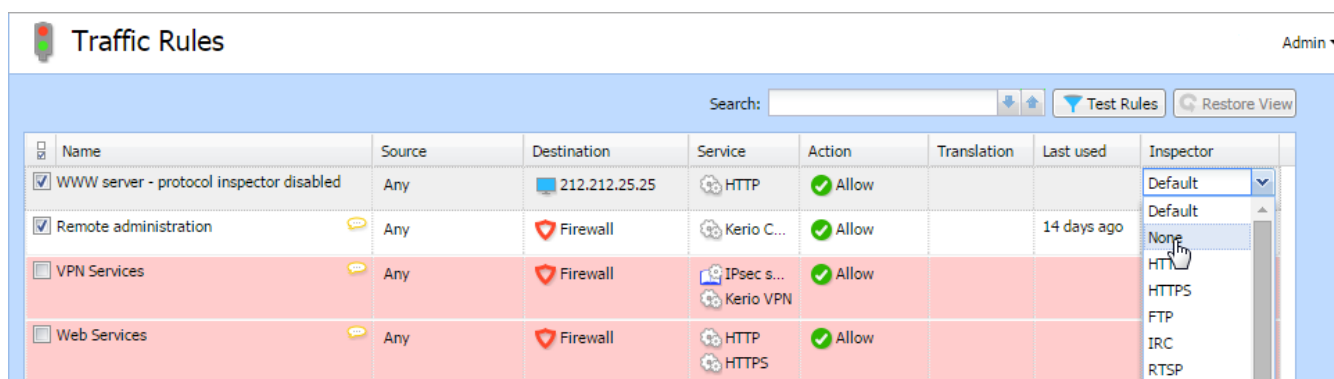 Traffic Rules
Admin
Search:
Test Rules
Restore View
Name Source Destination Service Action Translation Last used Inspector
WWW server - protocol inspector disabled Any 212.212.25.25 HTTP Allow Default
Default
Remote administration Any Firewall Kerio C... Allow 14 days ago
None
VPN Services Any Firewall IPsec s... Allow
Kerio VPN
HTTPS
FTP
Web Services Any Firewall HTTP Allow
HTTPS
IRC
RTSP